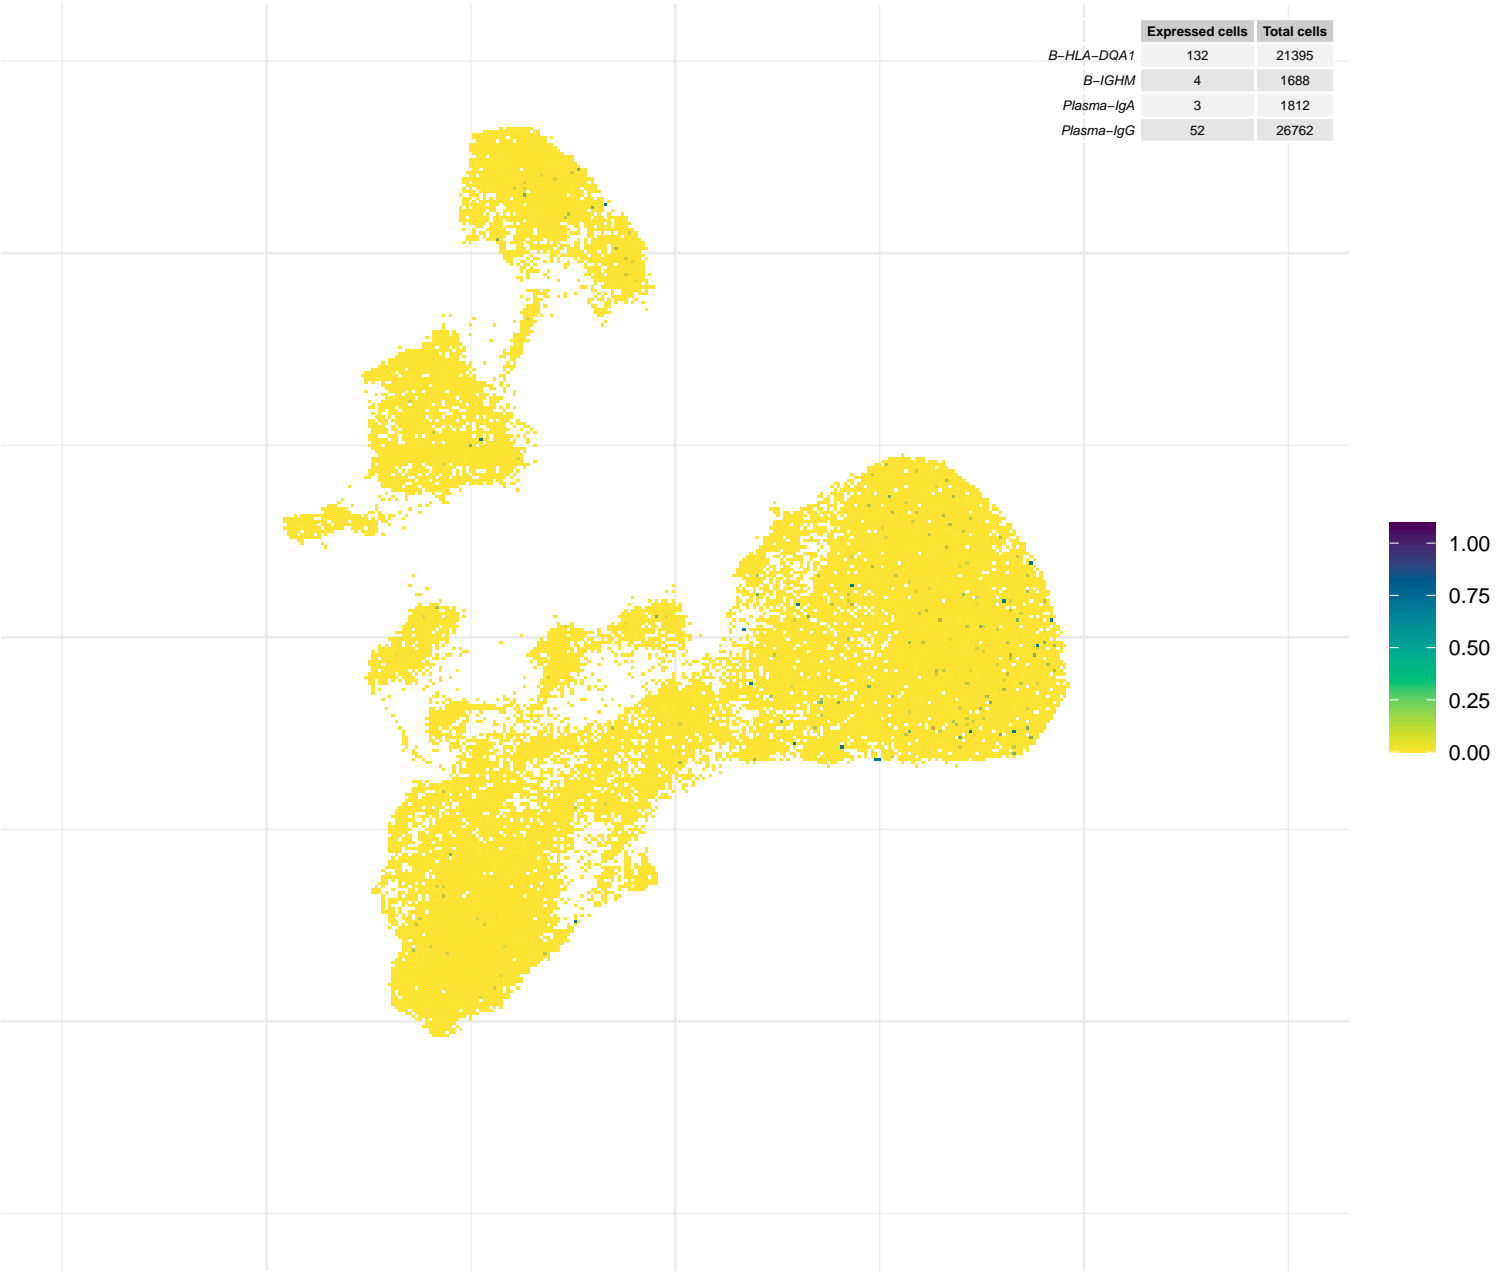 Expressed cells Total cells
B−HLA−DQA1 132 21395
B−IGHM 4 1688
Plasma−IgA 3 1812
Plasma−IgG 52 26762
1.00
0.75
0.50
0.25
0.00